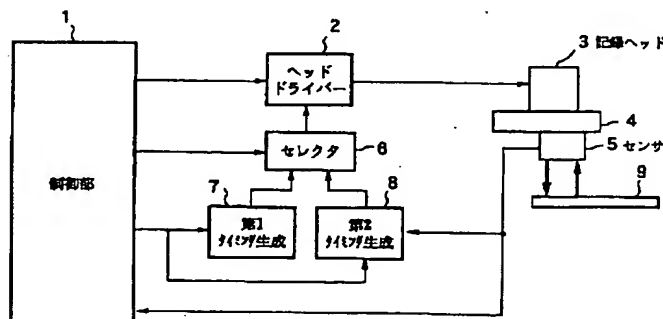 1
2
3 記録ヘッド
ヘッド
ドライバー
4
5 センサ
セレクタ
6
9
制御部
7
8
第1
タイミング生成
第2
タイミング生成